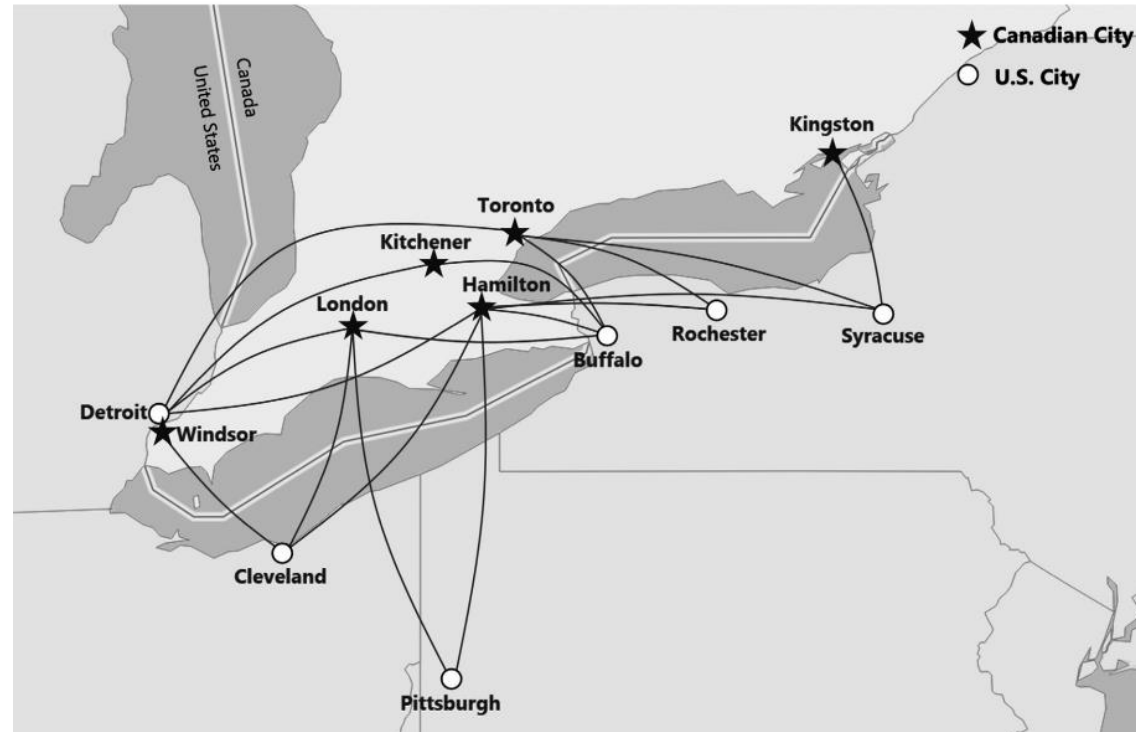 Canadian City
U.S. City
Canada
United States
Kingston
Toronto
Kitchener
Hamilton
London
Rochester
Syracuse
Buffalo
Detroit
Windsor
Cleveland
Pittsburgh